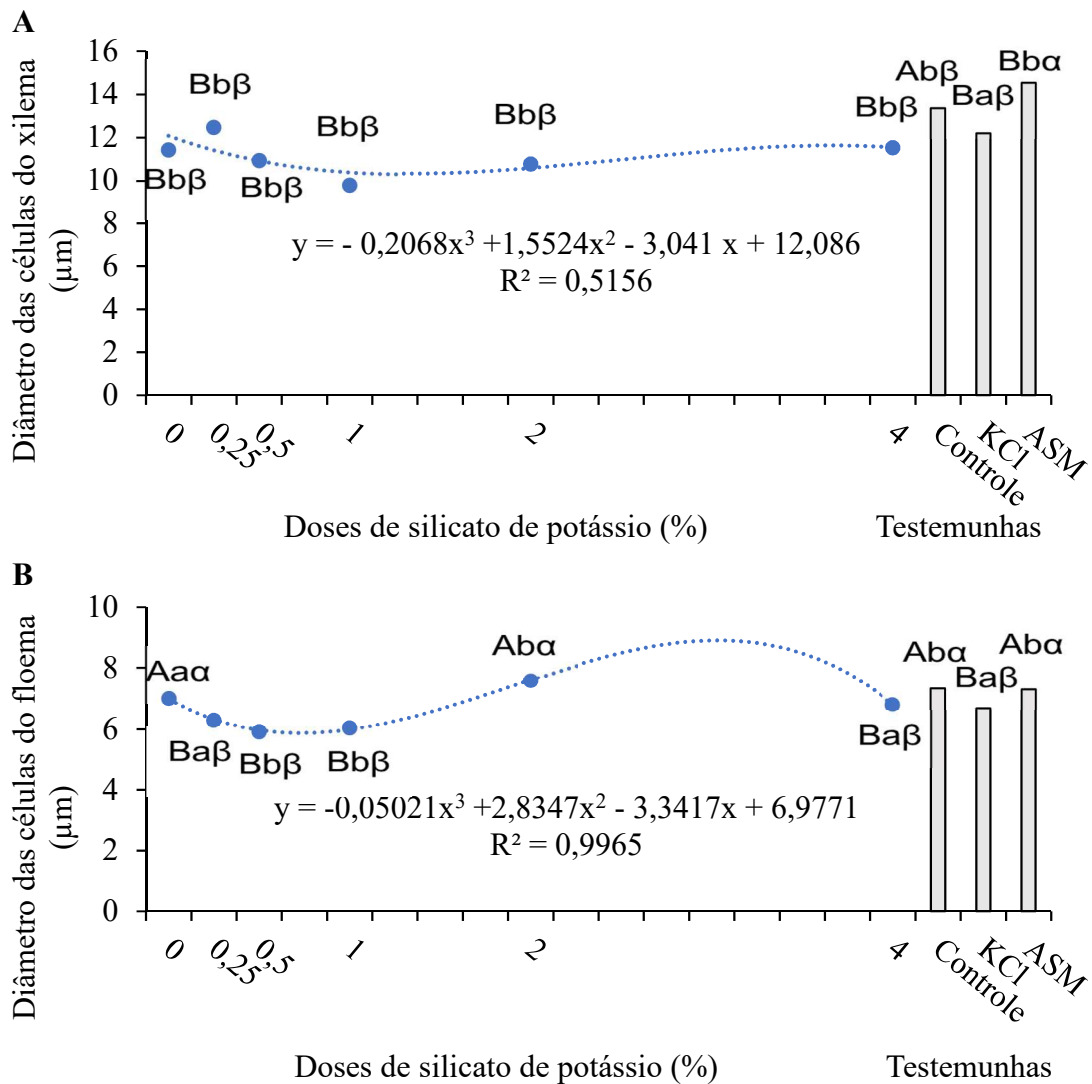 A
Diâmetro das células do xilema
(µm)
16
14
12
10
8
6
4
2
0
Bbβ
Bbβ
Bbβ
Bbβ
Bbβ
Bbβ
Abβ
Baβ
Bbα
y = - 0,2068x³ +1,5524x² - 3,041 x + 12,086
R² = 0,5156
0
0,25
0,5
1
2
4
Controle
KCl
ASM
Doses de silicato de potássio (%)
Testemunhas
B
Diâmetro das células do floema
(µm)
10
8
6
4
2
0
Aaα
Baβ
Bbβ
Bbβ
Abα
Baβ
Abα
Baβ
Abα
y = -0,05021x³ +2,8347x² - 3,3417x + 6,9771
R² = 0,9965
0
0,25
0,5
1
2
4
Controle
KCl
ASM
Doses de silicato de potássio (%)
Testemunhas